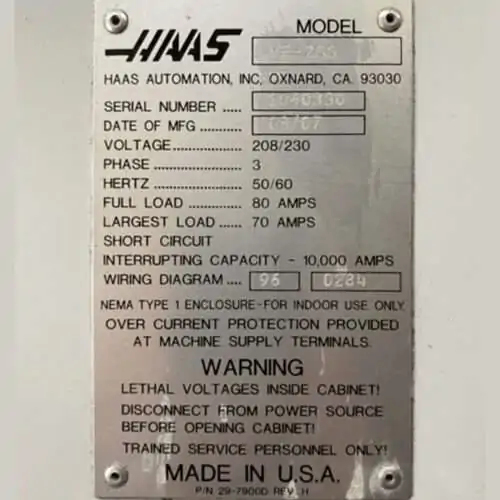 HAAS
MODEL
HAAS AUTOMATION, INC. OXNARD, CA. 93030
SERIAL NUMBER .....
DATE OF MFG ...........
VOLTAGE................ 208/230
PHASE .................... 3
HERTZ .................... 50/60
FULL LOAD ............ 80 AMPS
LARGEST LOAD ..... 70 AMPS
SHORT CIRCUIT
INTERRUPTING CAPACITY - 10,000 AMPS
WIRING DIAGRAM .... 96 0284
NEMA TYPE 1 ENCLOSURE-FOR INDOOR USE ONLY.
OVER CURRENT PROTECTION PROVIDED
AT MACHINE SUPPLY TERMINALS.
WARNING
LETHAL VOLTAGES INSIDE CABINET!
DISCONNECT FROM POWER SOURCE
BEFORE OPENING CABINET!
TRAINED SERVICE PERSONNEL ONLY!
MADE IN U.S.A.
P/N 29-7900D REV. H